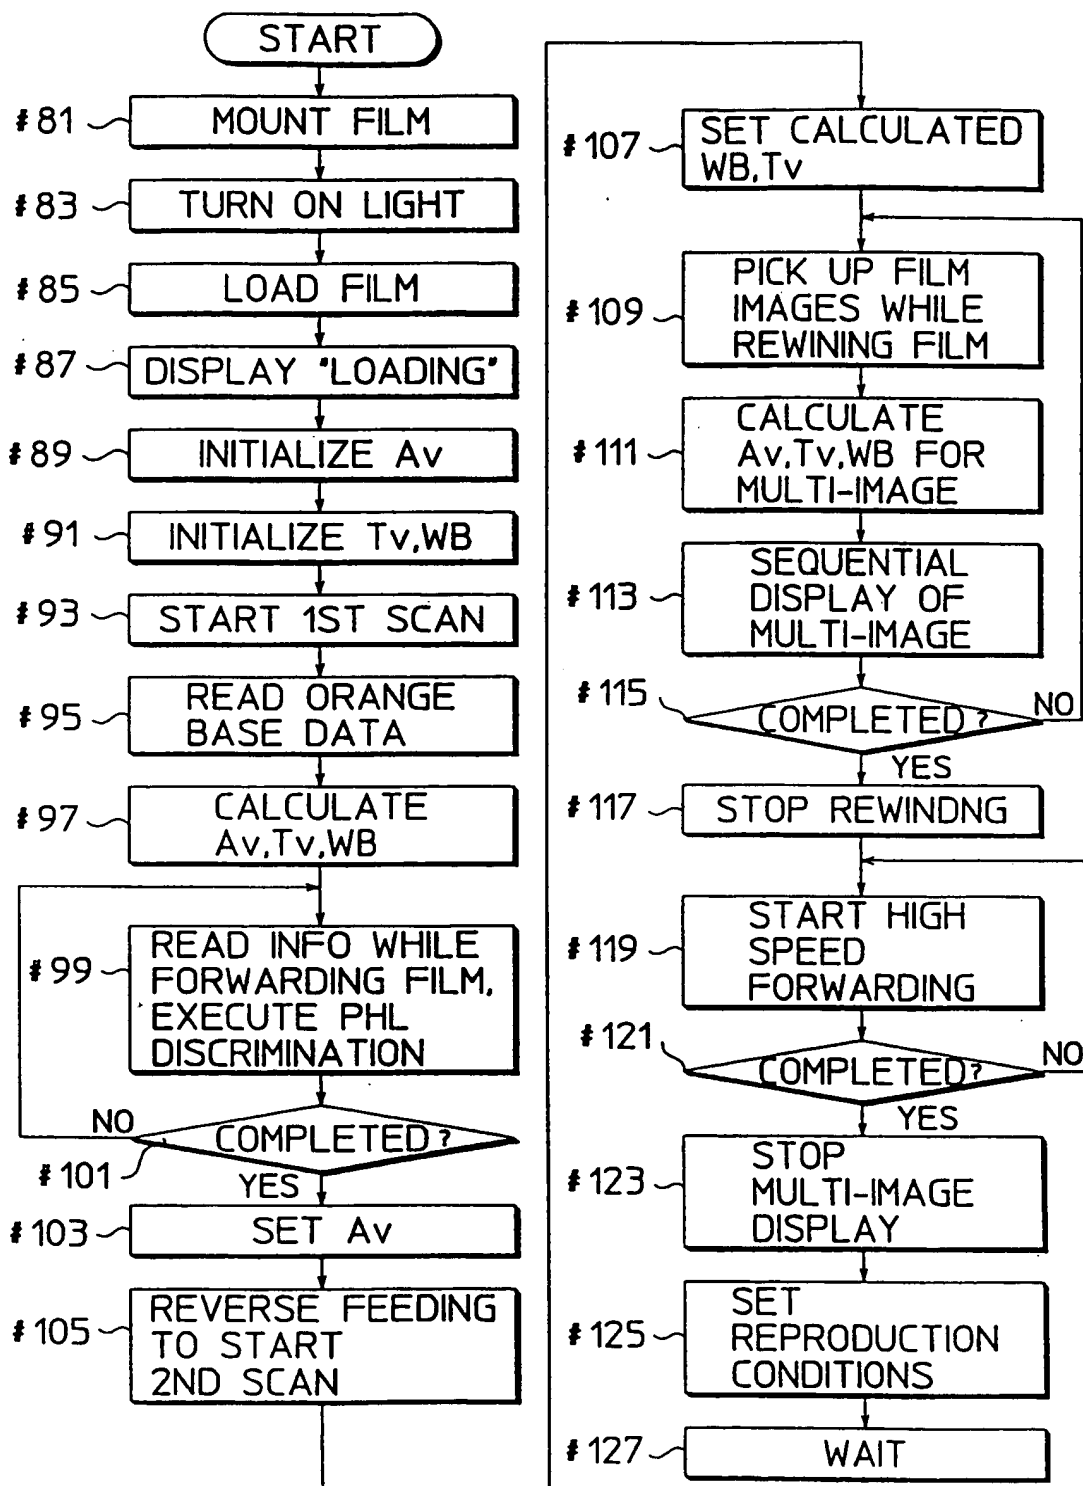 START
#81 MOUNT FILM
#83 TURN ON LIGHT
#85 LOAD FILM
#87 DISPLAY "LOADING"
#89 INITIALIZE Av
#91 INITIALIZE Tv,WB
#93 START 1ST SCAN
#95 READ ORANGE
BASE DATA
#97 CALCULATE
Av,Tv,WB
#99 READ INFO WHILE
FORWARDING FILM,
EXECUTE PHL
DISCRIMINATION
NO
COMPLETED?
#101
YES
#103 SET Av
#105 REVERSE FEEDING
TO START
2ND SCAN
#107 SET CALCULATED
WB,Tv
#109 PICK UP FILM
IMAGES WHILE
REWINING FILM
#111 CALCULATE
Av,Tv,WB FOR
MULTI-IMAGE
#113 SEQUENTIAL
DISPLAY OF
MULTI-IMAGE
#115 COMPLETED? NO
YES
#117 STOP REWINDNG
#119 START HIGH
SPEED
FORWARDING
#121 COMPLETED? NO
YES
#123 STOP
MULTI-IMAGE
DISPLAY
#125 SET
REPRODUCTION
CONDITIONS
#127 WAIT